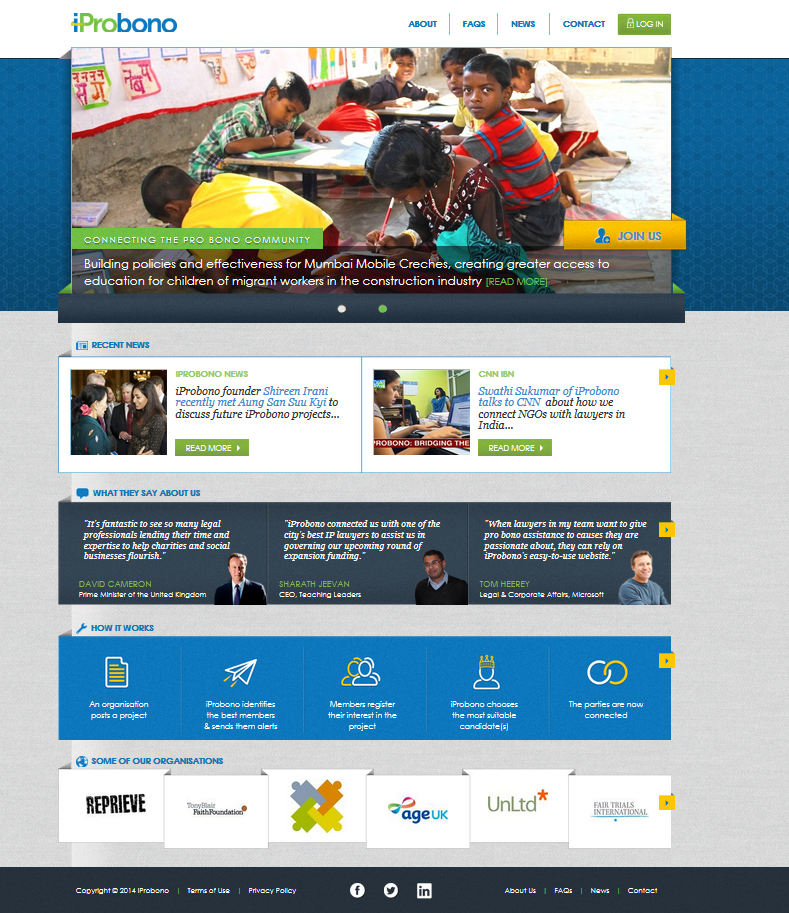 iProbono
ABOUT
FAQS
NEWS
CONTACT
LOG IN
CONNECTING THE PRO BONO COMMUNITY
JOIN US
Building policies and effectiveness for Mumbai Mobile Creches, creating greater access to
education for children of migrant workers in the construction industry [READ MORE]
RECENT NEWS
IPROBONO NEWS
iProbono founder Shireen Irani
recently met Aung San Suu Kyi to
discuss future iProbono projects...
READ MORE
CNN IBN
Swathi Sukumar of iProbono
talks to CNN about how we
connect NGOs with lawyers in
India...
READ MORE
PROBONO: BRIDGING THE
WHAT THEY SAY ABOUT US
"It's fantastic to see so many legal
professionals lending their time and
expertise to help charities and social
businesses flourish."
DAVID CAMERON
Prime Minister of the United Kingdom
"iProbono connected us with one of the
city's best IP lawyers to assist us in
governing our upcoming round of
expansion funding."
SHARATH JEEVAN
CEO, Teaching Leaders
"When lawyers in my team want to give
pro bono assistance to causes they are
passionate about, they can rely on
iProbono's easy-to-use website."
TOM HEEREY
Legal & Corporate Affairs, Microsoft
HOW IT WORKS
An organisation
posts a project
iProbono identifies
the best members
& sends them alerts
Members register
their interest in the
project
iProbono chooses
the most suitable
candidate(s)
The parties are now
connected
SOME OF OUR ORGANISATIONS
REPRIEVE
TonyBlair
FaithFoundation
age UK
UnLtd*
FAIR TRIALS
INTERNATIONAL
Copyright © 2014 iProbono
Terms of Use
Privacy Policy
About Us
FAQs
News
Contact